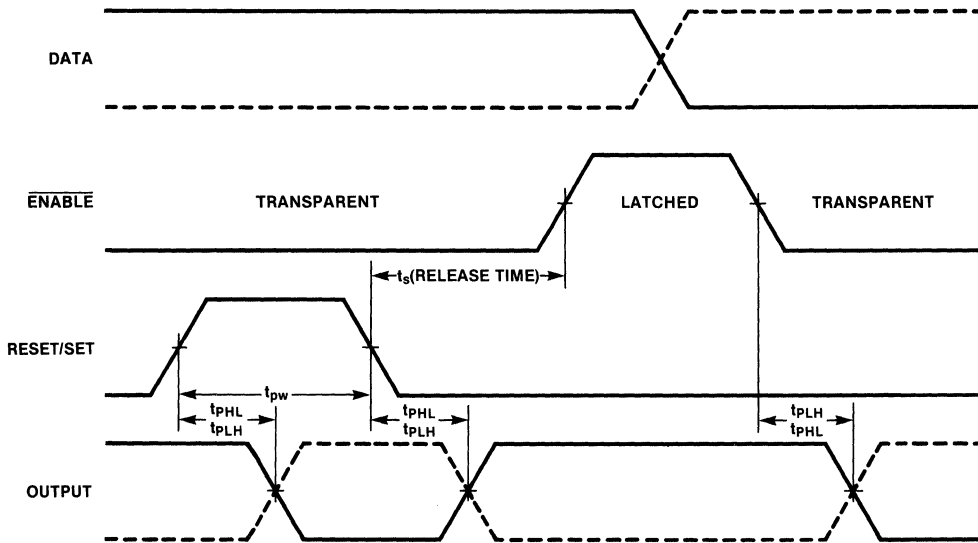 DATA
ENABLE
TRANSPARENT
LATCHED
TRANSPARENT
ts(RELEASE TIME)
RESET/SET
tpw
tPHL
tPLH
tPHL
tPLH
tPLH
tPHL
OUTPUT